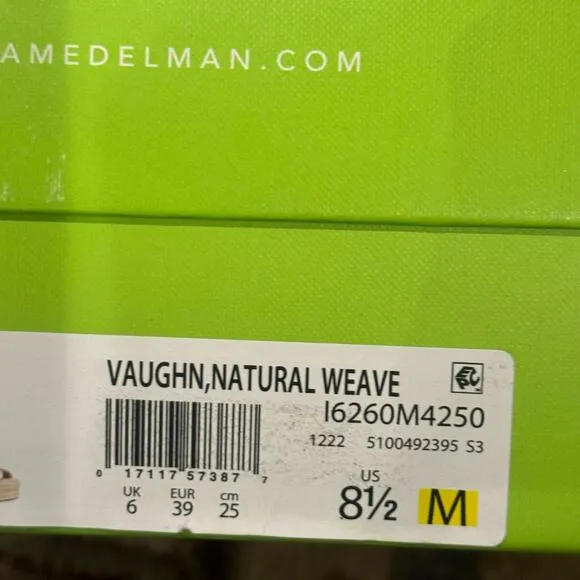 AMEDELMAN.COM
VAUGHN,NATURAL WEAVE
I6260M4250
1222 5100492395 S3
0 17117 57387 7
UK EUR cm
6 39 25
US
8½ M